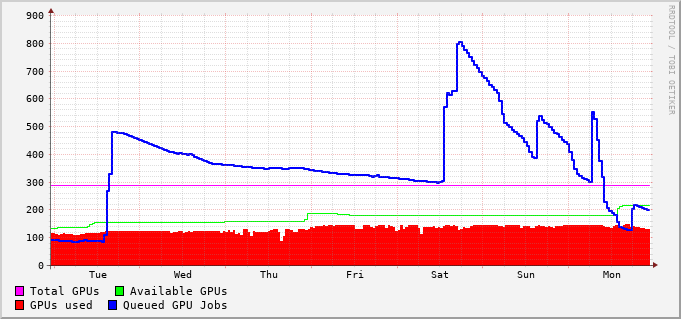 900
800
700
600
500
400
300
200
100
0
Tue Wed Thu Fri Sat Sun Mon
Total GPUs Available GPUs
GPUs used Queued GPU Jobs
RRDTOOL / TOBI OETIKER